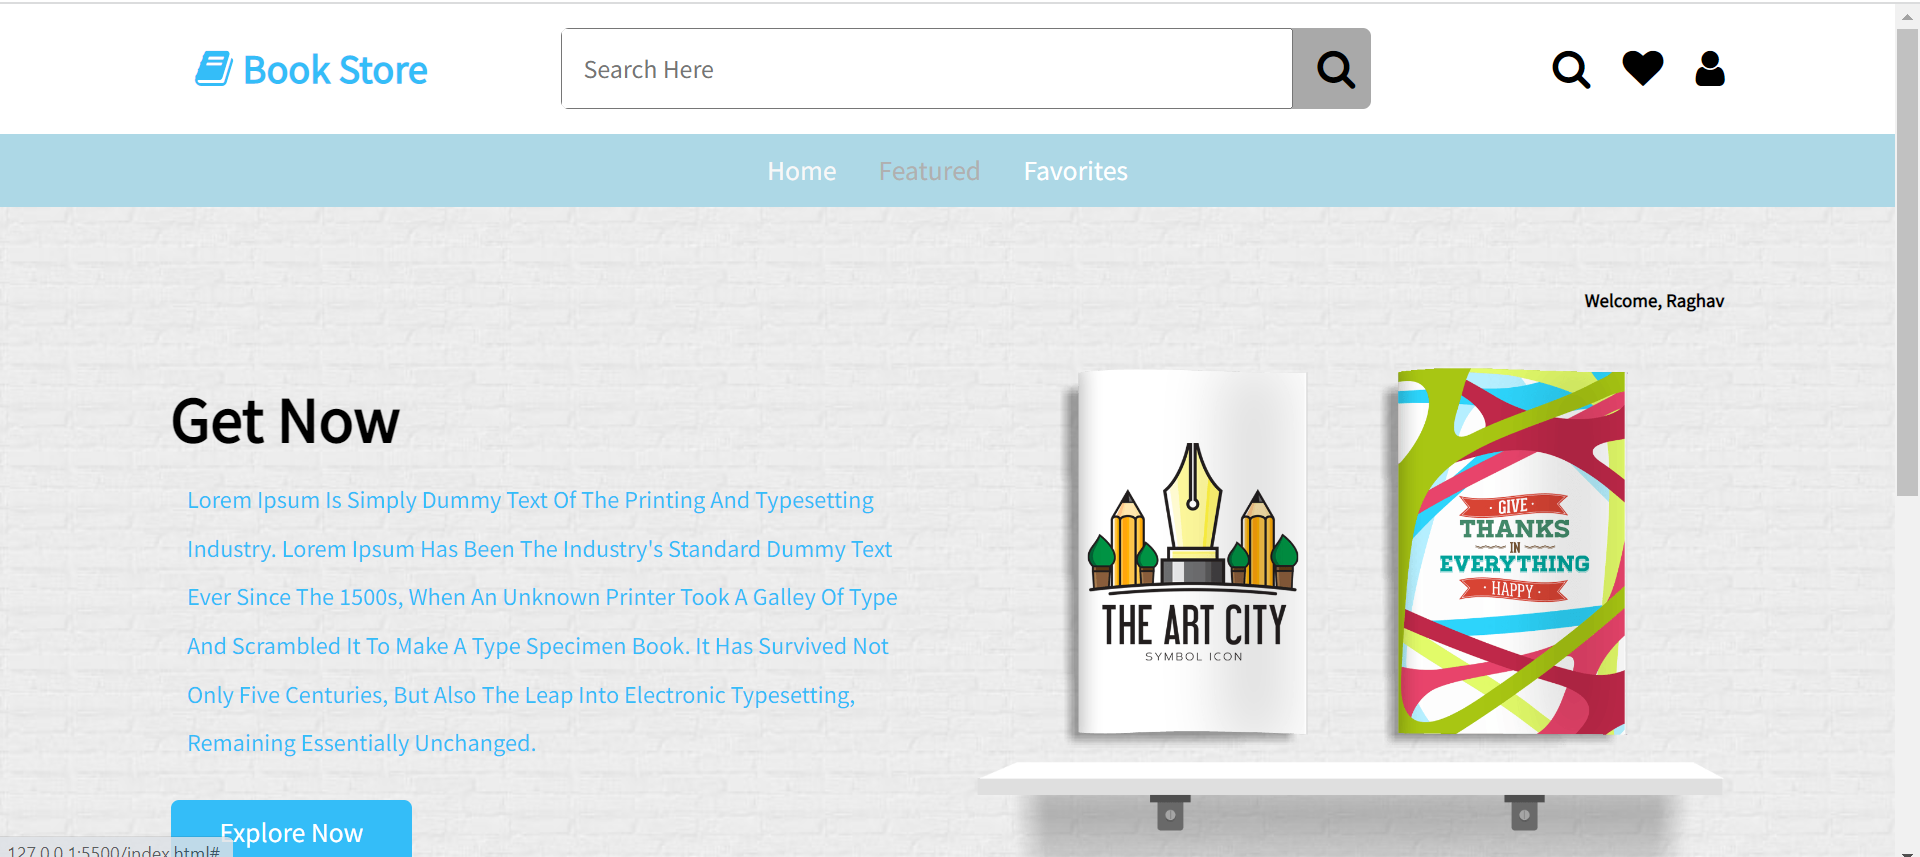 Book Store
Search Here
Home Featured Favorites
Welcome, Raghav
Get Now
Lorem Ipsum Is Simply Dummy Text Of The Printing And Typesetting
Industry. Lorem Ipsum Has Been The Industry's Standard Dummy Text
Ever Since The 1500s, When An Unknown Printer Took A Galley Of Type
And Scrambled It To Make A Type Specimen Book. It Has Survived Not
Only Five Centuries, But Also The Leap Into Electronic Typesetting,
Remaining Essentially Unchanged.
Explore Now
THE ART CITY
SYMBOL ICON
· GIVE ·
THANKS
IN
EVERYTHING
· HAPPY ·
127.0.0.1:5500/index.html#